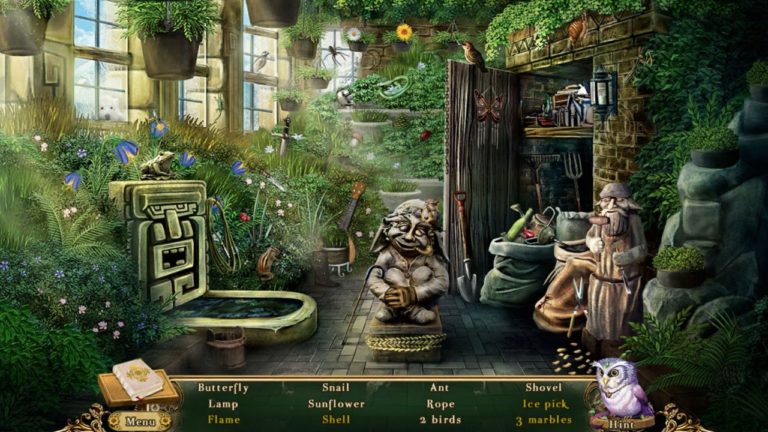 Butterfly Snail Ant Shovel
Lamp Sunflower Rope Ice pick
Flame Shell 2 birds 3 marbles
Menu Hint